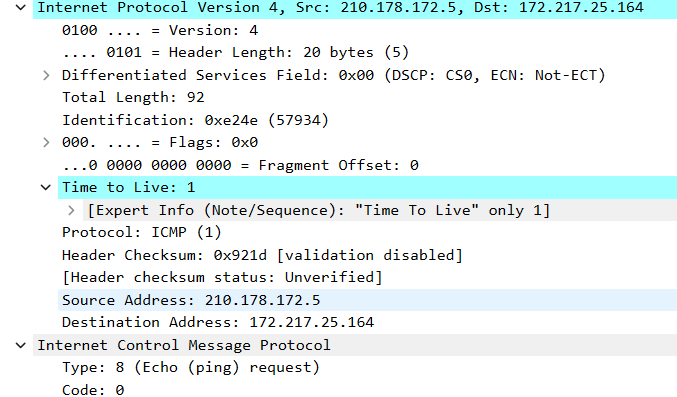 Internet Protocol Version 4, Src: 210.178.172.5, Dst: 172.217.25.164
0100 .... = Version: 4
.... 0101 = Header Length: 20 bytes (5)
Differentiated Services Field: 0x00 (DSCP: CS0, ECN: Not-ECT)
Total Length: 92
Identification: 0xe24e (57934)
000. .... = Flags: 0x0
...0 0000 0000 0000 = Fragment Offset: 0
Time to Live: 1
[Expert Info (Note/Sequence): "Time To Live" only 1]
Protocol: ICMP (1)
Header Checksum: 0x921d [validation disabled]
[Header checksum status: Unverified]
Source Address: 210.178.172.5
Destination Address: 172.217.25.164
Internet Control Message Protocol
Type: 8 (Echo (ping) request)
Code: 0